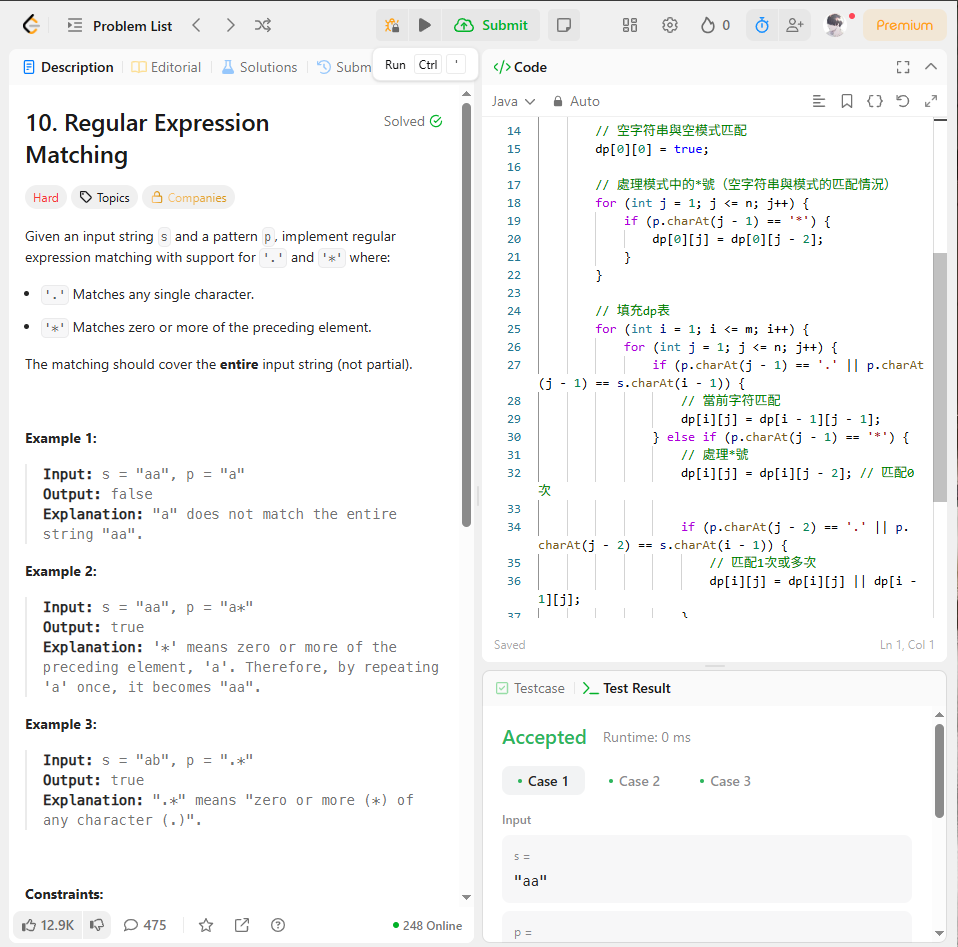 Problem List
Submit
0
Premium
Description
Editorial
Solutions
Subm
Run Ctrl '
</> Code
Java
Auto
10. Regular Expression
Matching
Solved
Hard
Topics
Companies
Given an input string s and a pattern p, implement regular
expression matching with support for '.' and '*' where:
• '.' Matches any single character.
• '*' Matches zero or more of the preceding element.
The matching should cover the entire input string (not partial).
Example 1:
Input: s = "aa", p = "a"
Output: false
Explanation: "a" does not match the entire
string "aa".
Example 2:
Input: s = "aa", p = "a*"
Output: true
Explanation: '*' means zero or more of the
preceding element, 'a'. Therefore, by repeating
'a' once, it becomes "aa".
Example 3:
Input: s = "ab", p = ".*"
Output: true
Explanation: ".*" means "zero or more (*) of
any character (.)".
Constraints:
12.9K
475
248 Online
14 // 空字符串與空模式匹配
15 dp[0][0] = true;
16
17 // 處理模式中的*號（空字符串與模式的匹配情況）
18 for (int j = 1; j <= n; j++) {
19 if (p.charAt(j - 1) == '*') {
20 dp[0][j] = dp[0][j - 2];
21 }
22 }
23
24 // 填充dp表
25 for (int i = 1; i <= m; i++) {
26 for (int j = 1; j <= n; j++) {
27 if (p.charAt(j - 1) == '.' || p.charAt
(j - 1) == s.charAt(i - 1)) {
28 // 當前字符匹配
29 dp[i][j] = dp[i - 1][j - 1];
30 } else if (p.charAt(j - 1) == '*') {
31 // 處理*號
32 dp[i][j] = dp[i][j - 2]; // 匹配0
次
33
34 if (p.charAt(j - 2) == '.' || p.
charAt(j - 2) == s.charAt(i - 1)) {
35 // 匹配1次或多次
36 dp[i][j] = dp[i][j] || dp[i -
1][j];
37 }
Saved
Ln 1, Col 1
Testcase
Test Result
Accepted
Runtime: 0 ms
• Case 1
• Case 2
• Case 3
Input
s =
"aa"
p =